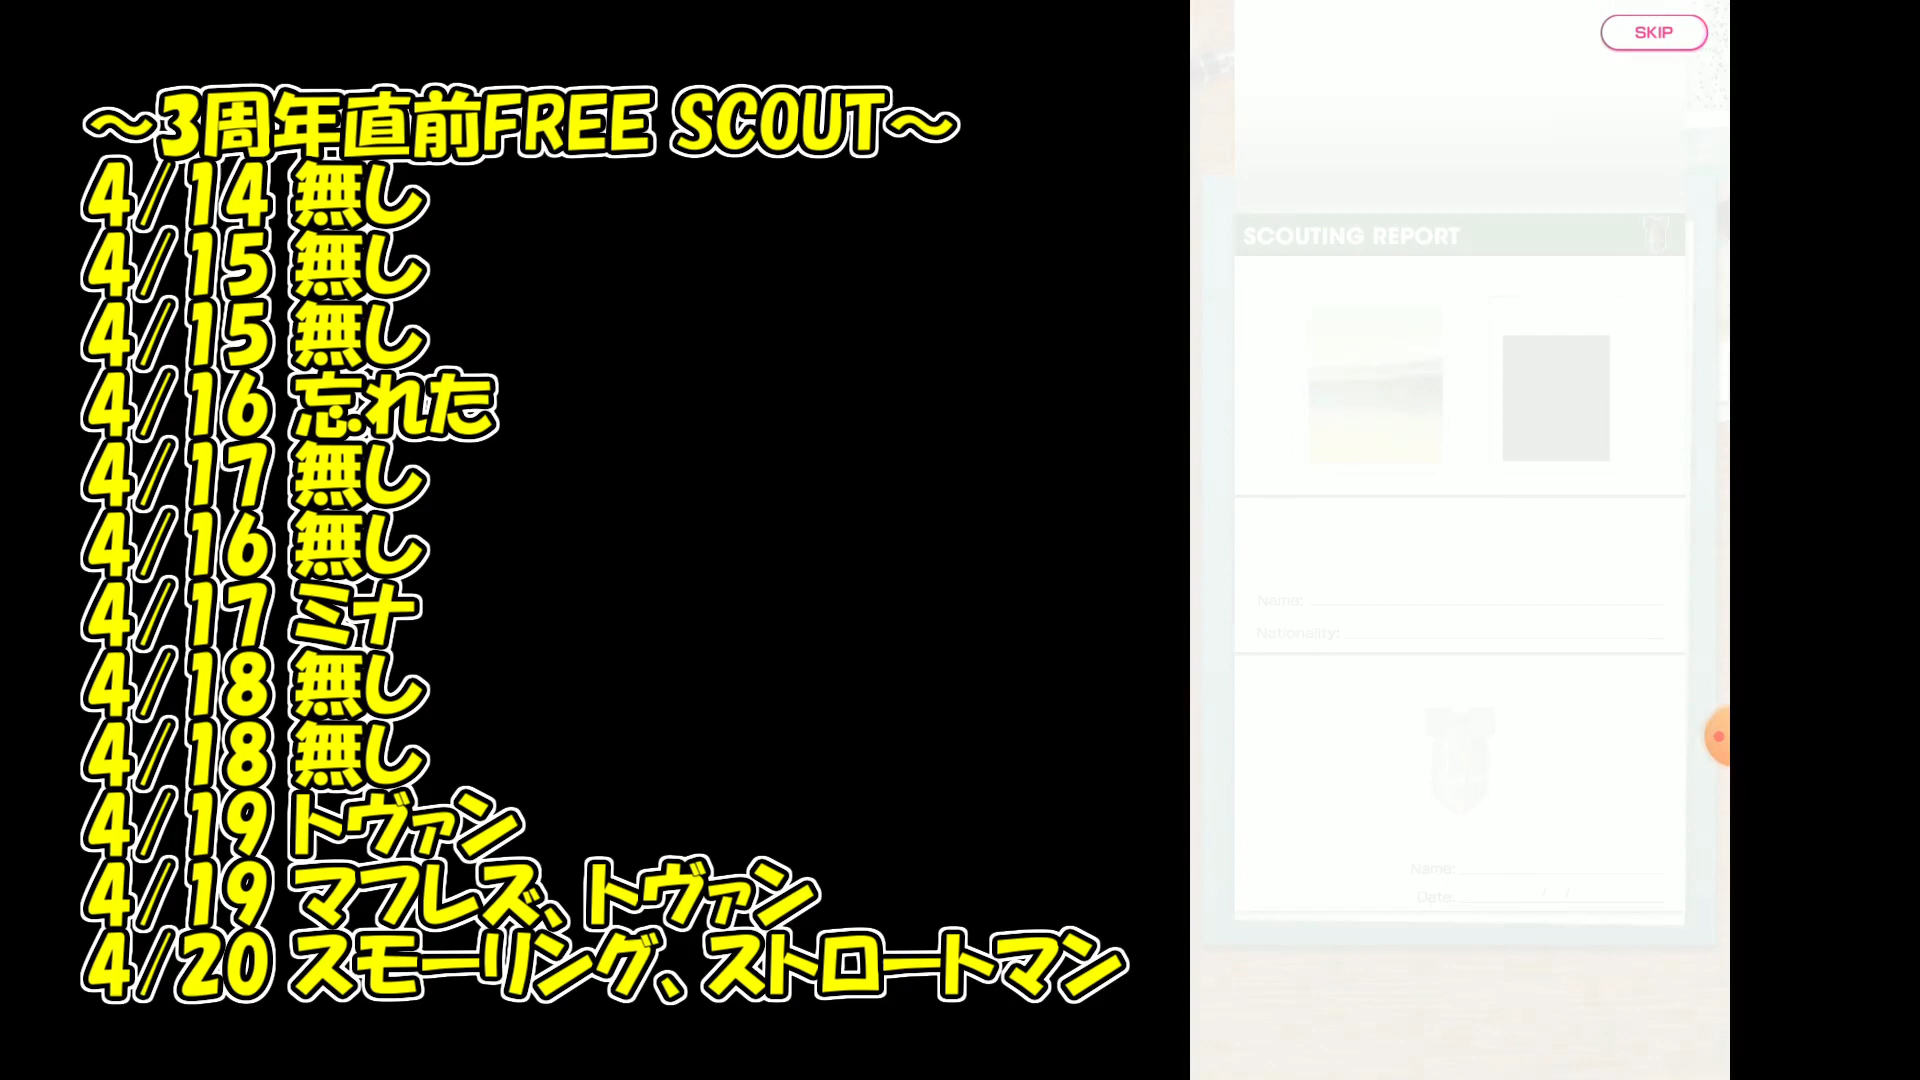 ～3周年直前FREE SCOUT～
4/14 無し
4/15 無し
4/15 無し
4/16 忘れた
4/17 無し
4/16 無し
4/17 ミナ
4/18 無し
4/18 無し
4/19 トヴァン
4/19 マフレズ、トヴァン
4/20 スモーリング、ストロートマン
SKIP
SCOUTING REPORT
Name:
Nationality:
Name:
Date: / /